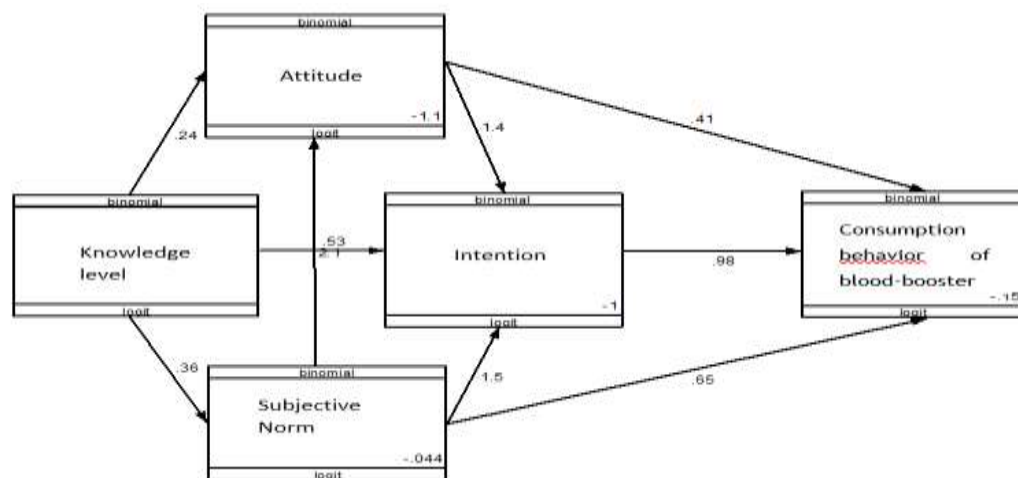 binomial
Attitude
-1.1
logit
.24
1.4
.41
binomial
Knowledge
level
logit
.53
2.1
binomial
Intention
-1
logit
.98
binomial
Consumption
behavior of
blood-booster
-.15
logit
.36
1.5
.65
binomial
Subjective
Norm
-.044
logit